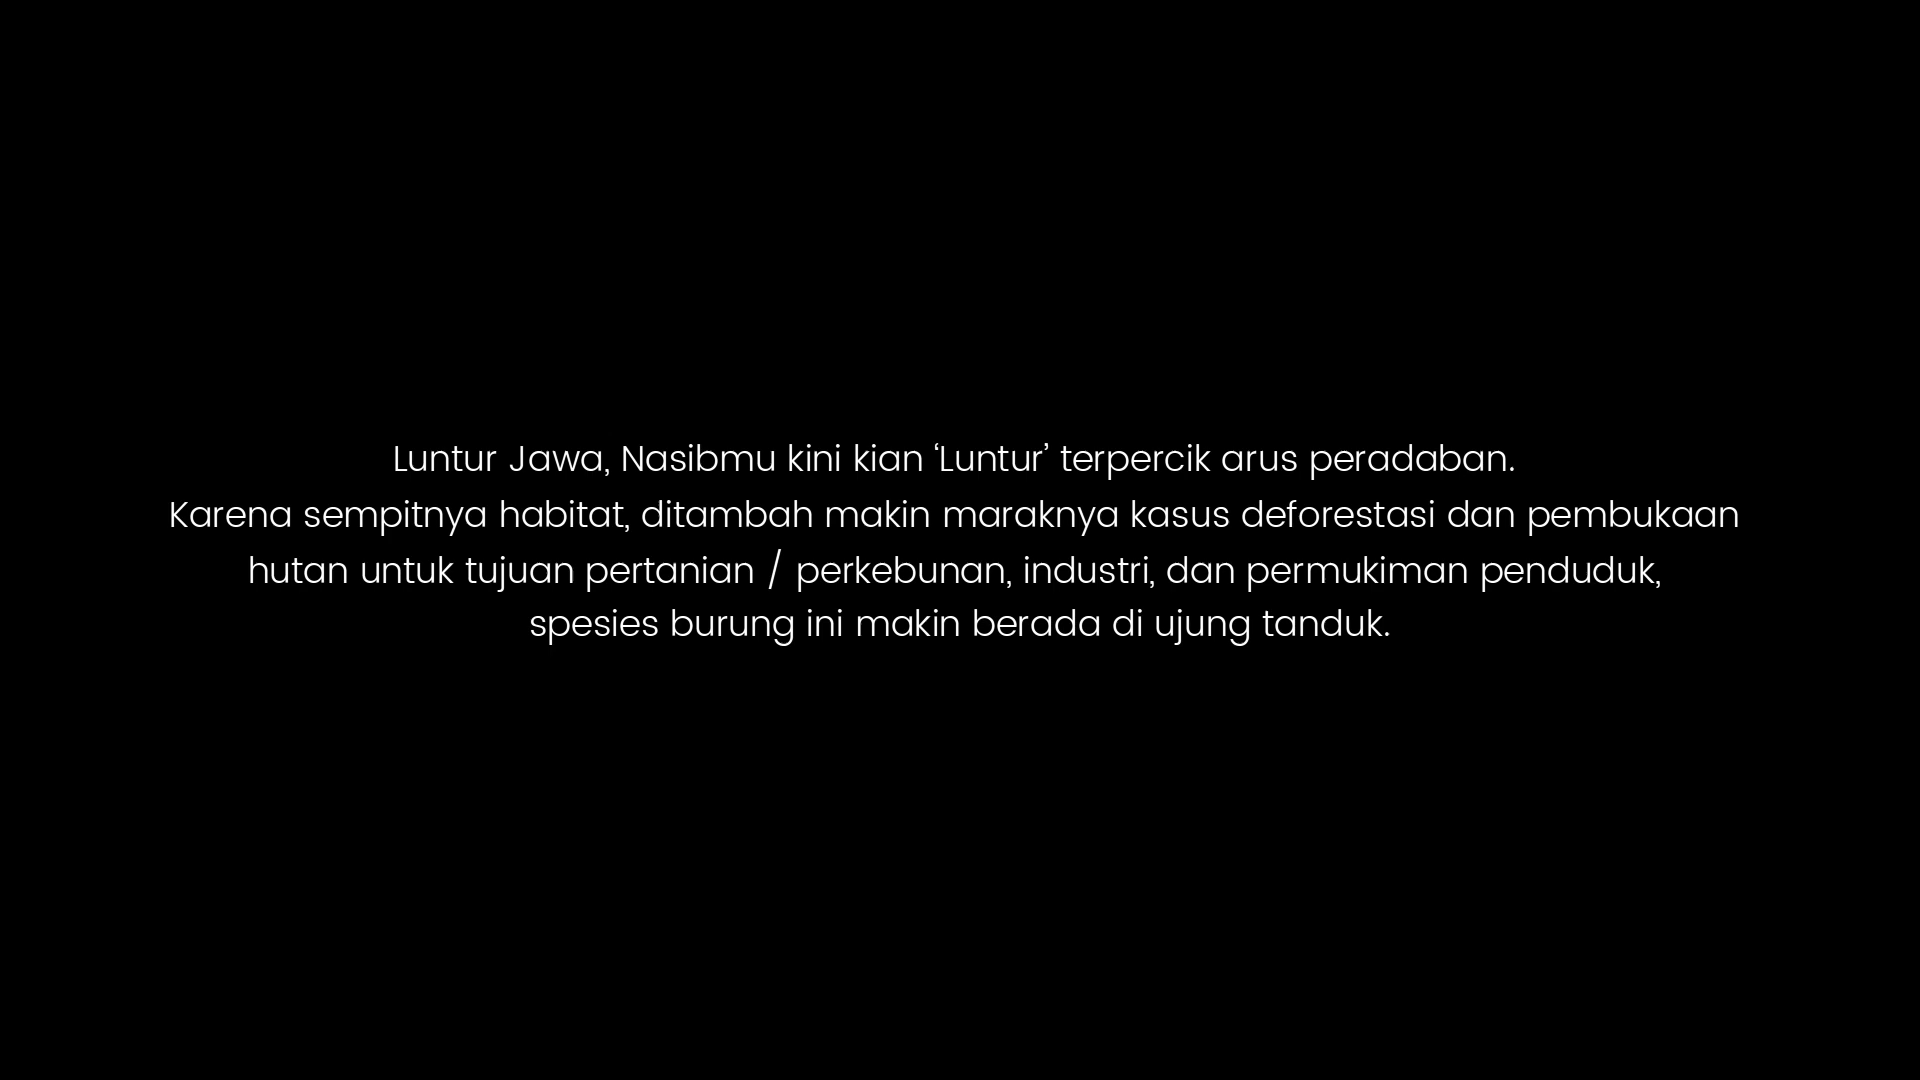 Luntur Jawa, Nasibmu kini kian ‘Luntur’ terpercik arus peradaban.
Karena sempitnya habitat, ditambah makin maraknya kasus deforestasi dan pembukaan
hutan untuk tujuan pertanian / perkebunan, industri, dan permukiman penduduk,
spesies burung ini makin berada di ujung tanduk.